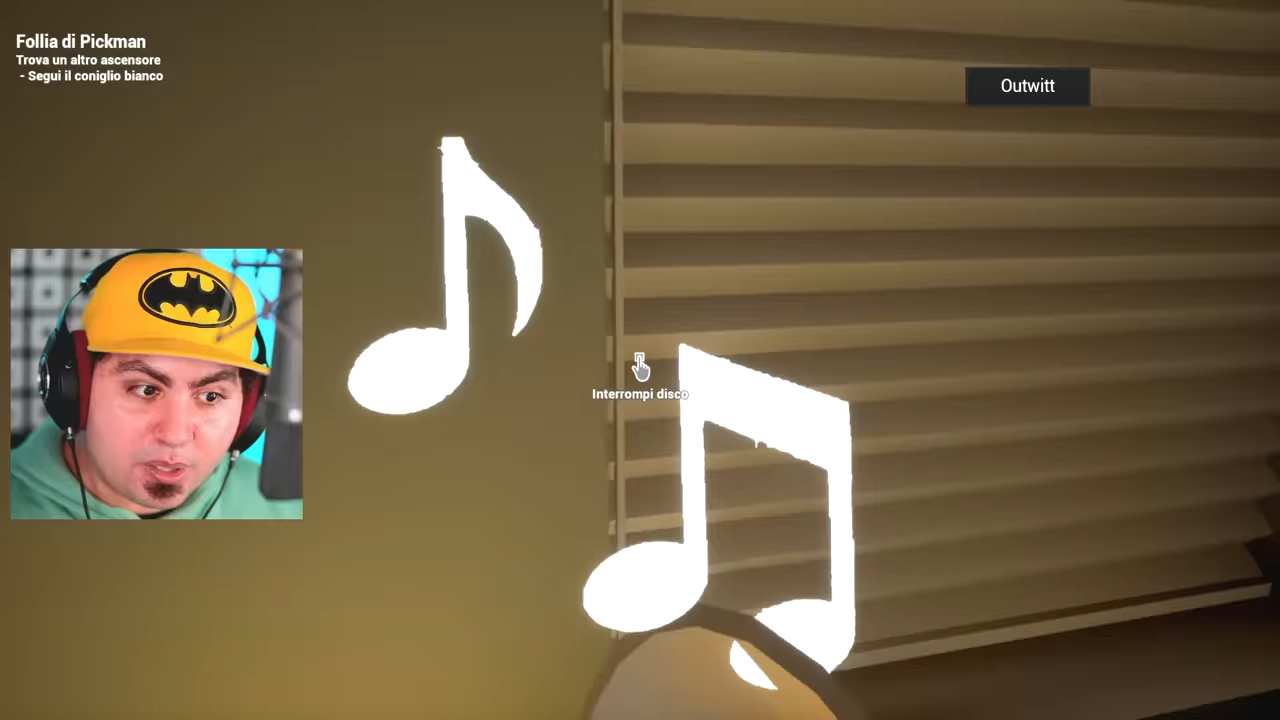 Follia di Pickman
Trova un altro ascensore
- Segui il coniglio bianco
Outwitt
Interrompi disco